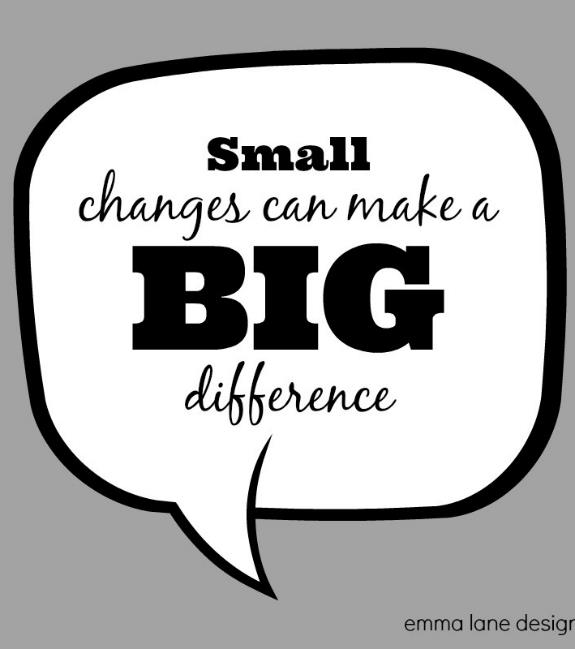 Small
changes can make a
BIG
difference
emma lane design